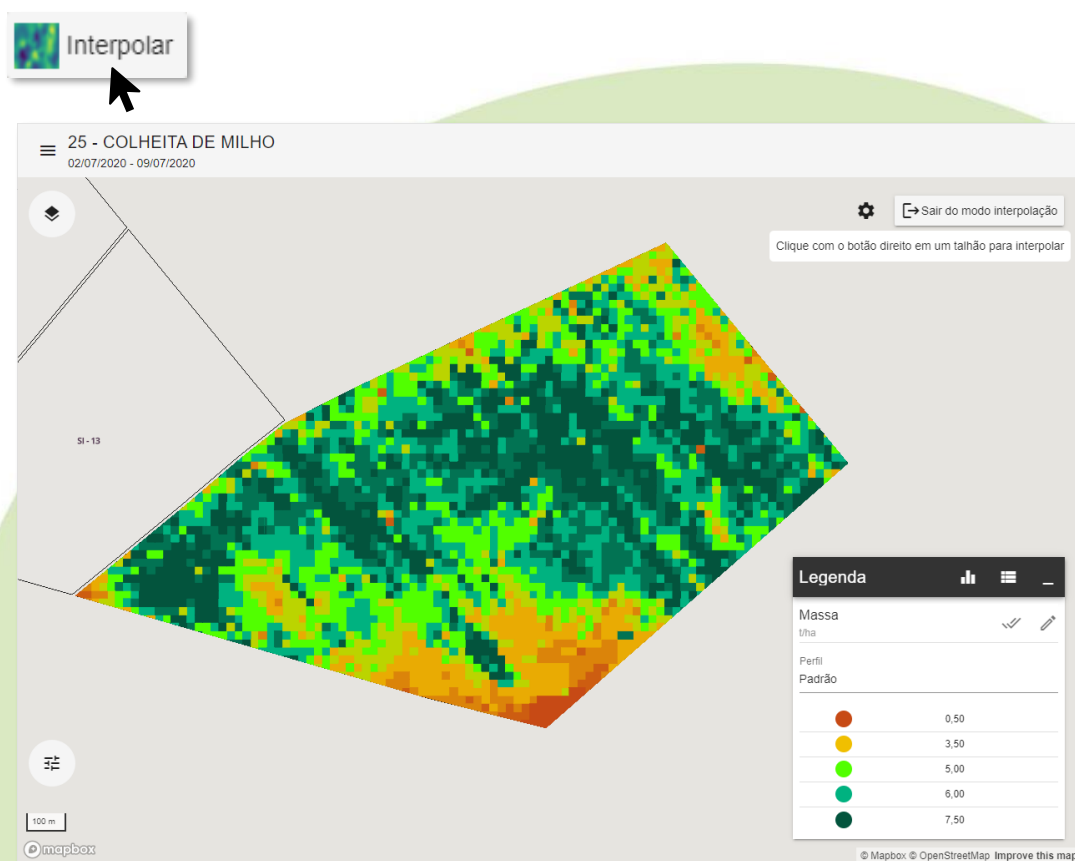 Interpolar
25 - COLHEITA DE MILHO
02/07/2020 - 09/07/2020
Sair do modo interpolação
Clique com o botão direito em um talhão para interpolar
SI - 13
Legenda
Massa
t/ha
Perfil
Padrão
0,50
3,50
5,00
6,00
7,50
100 m
mapbox
© Mapbox © OpenStreetMap Improve this map